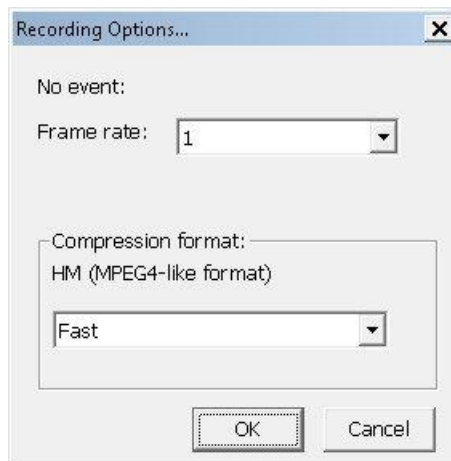 Recording Options...
No event:
Frame rate: 1
Compression format:
HM (MPEG4-like format)
Fast
OK Cancel